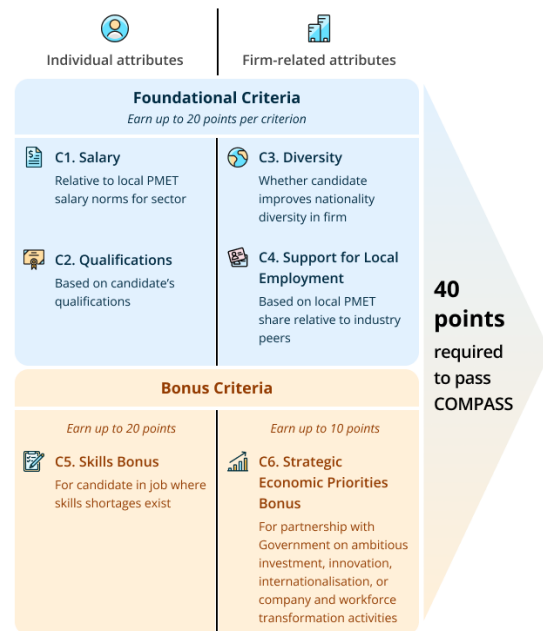 Individual attributes
Firm-related attributes
Foundational Criteria
Earn up to 20 points per criterion
C1. Salary
Relative to local PMET
salary norms for sector
C3. Diversity
Whether candidate
improves nationality
diversity in firm
C2. Qualifications
Based on candidate's
qualifications
C4. Support for Local
Employment
Based on local PMET
share relative to industry
peers
Bonus Criteria
Earn up to 20 points
C5. Skills Bonus
For candidate in job where
skills shortages exist
Earn up to 10 points
C6. Strategic
Economic Priorities
Bonus
For partnership with
Government on ambitious
investment, innovation,
internationalisation, or
company and workforce
transformation activities
40
points
required
to pass
COMPASS